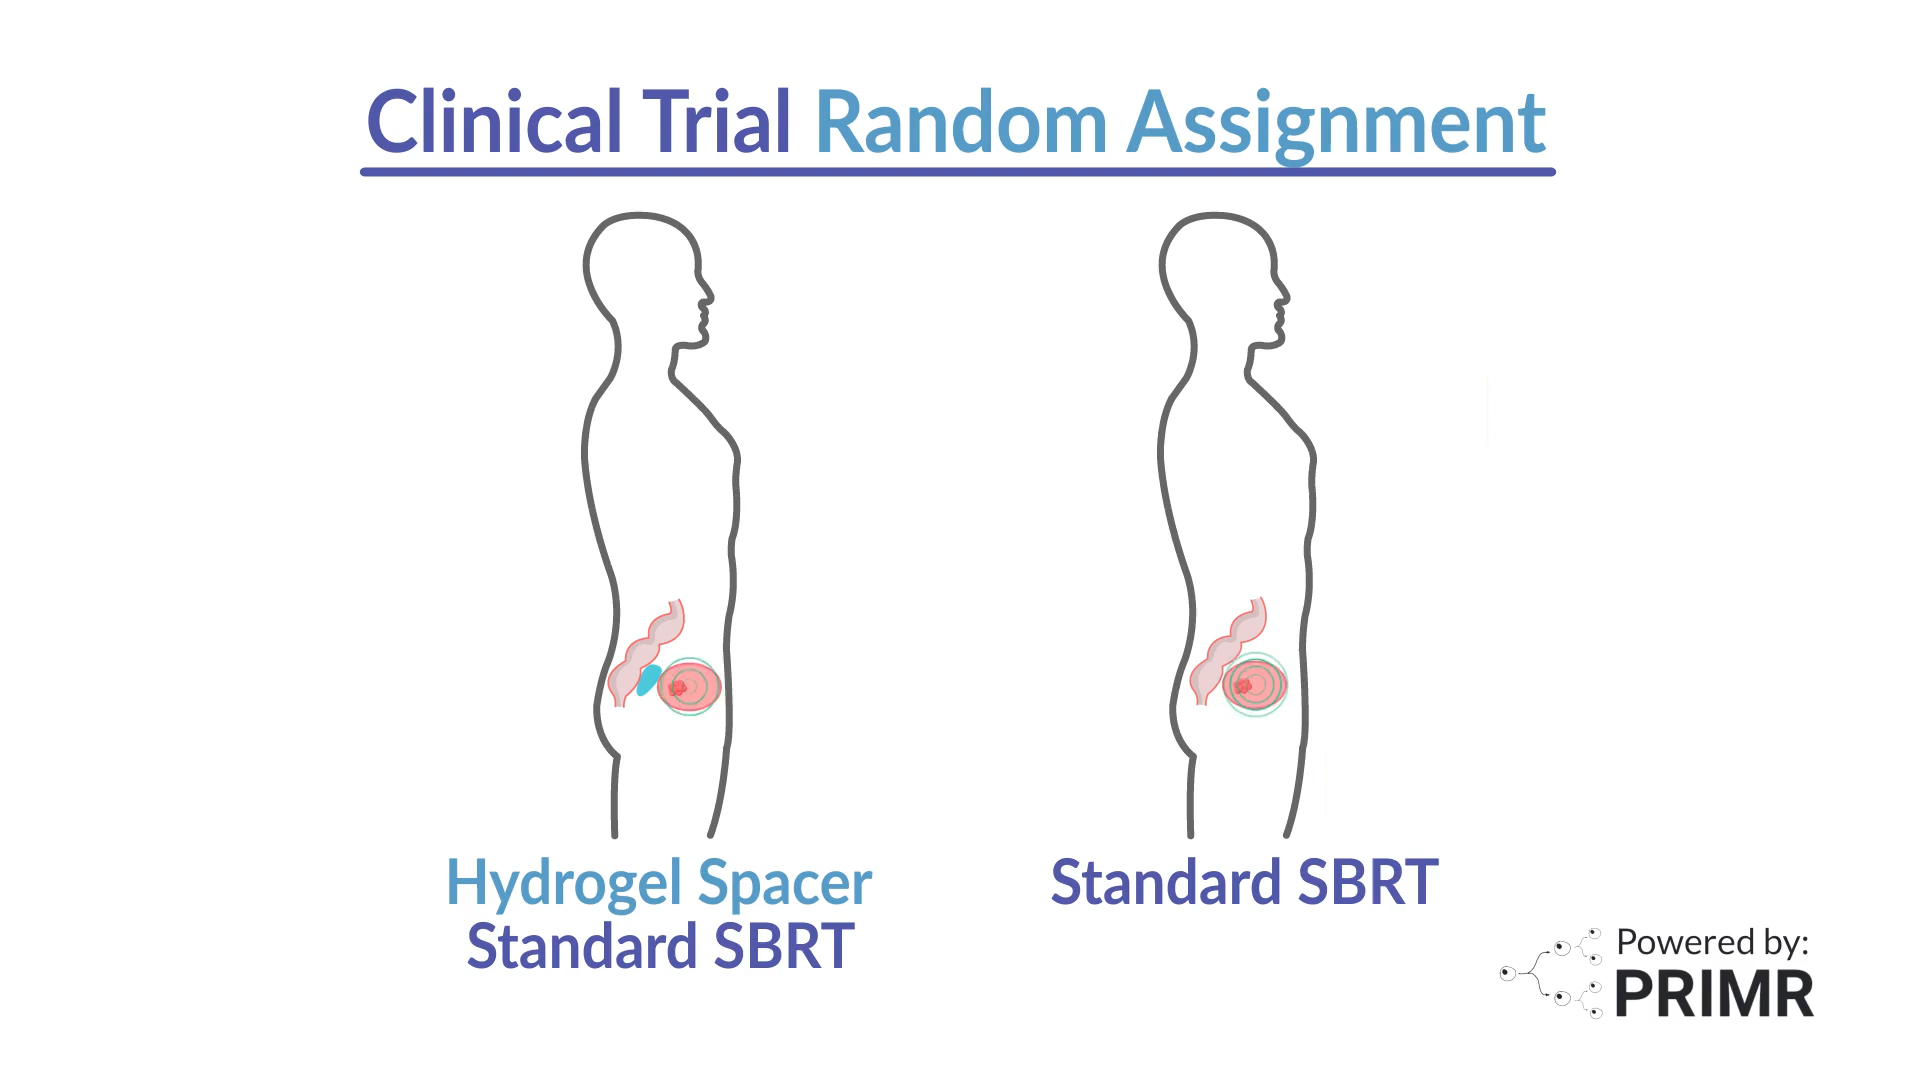 Clinical Trial Random Assignment
Hydrogel Spacer
Standard SBRT
Standard SBRT
Powered by:
PRIMR